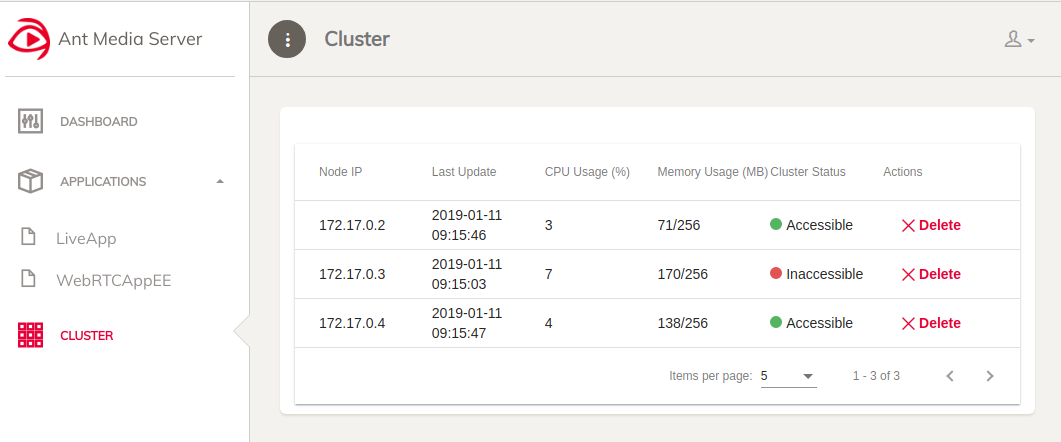 Ant Media Server
Cluster
DASHBOARD
APPLICATIONS
LiveApp
WebRTCAppEE
CLUSTER
Node IP Last Update CPU Usage (%) Memory Usage (MB) Cluster Status Actions
172.17.0.2 2019-01-11 09:15:46 3 71/256 Accessible Delete
172.17.0.3 2019-01-11 09:15:03 7 170/256 Inaccessible Delete
172.17.0.4 2019-01-11 09:15:47 4 138/256 Accessible Delete
Items per page: 5 1 - 3 of 3